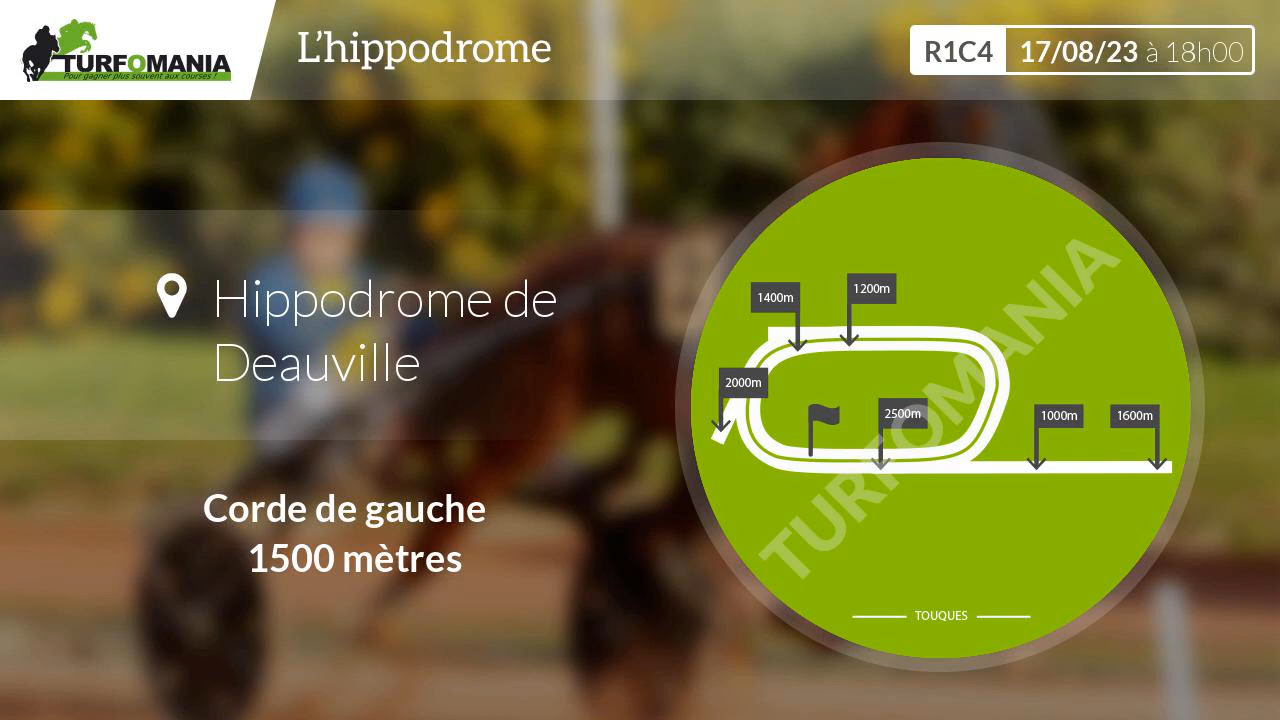 TURFOMANIA
Pour gagner plus souvent aux courses !
L'hippodrome
R1C4 17/08/23 à 18h00
Hippodrome de
Deauville
Corde de gauche
1500 mètres
1400m
1200m
2000m
2500m
1000m
1600m
TURFOMANIA
TOUQUES